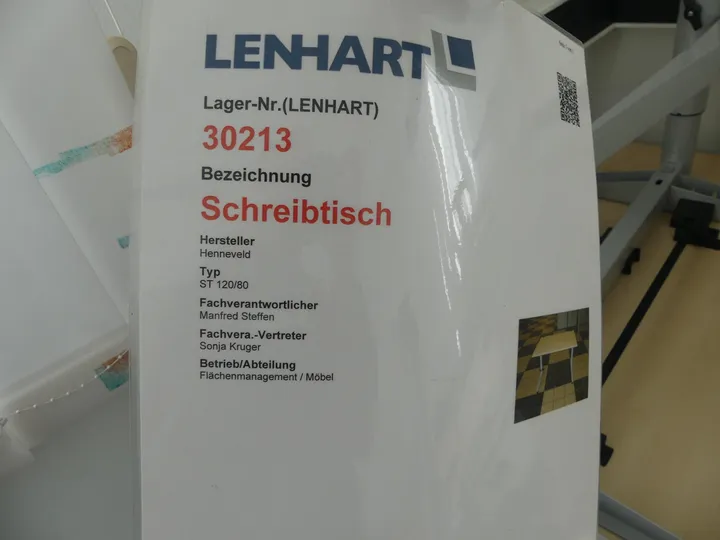 LENHART
Lager-Nr.(LENHART)
30213
Bezeichnung
Schreibtisch
Hersteller
Henneveld
Typ
ST 120/80
Fachverantwortlicher
Manfred Steffen
Fachvera.-Vertreter
Sonja Kruger
Betrieb/Abteilung
Flächenmanagement / Möbel